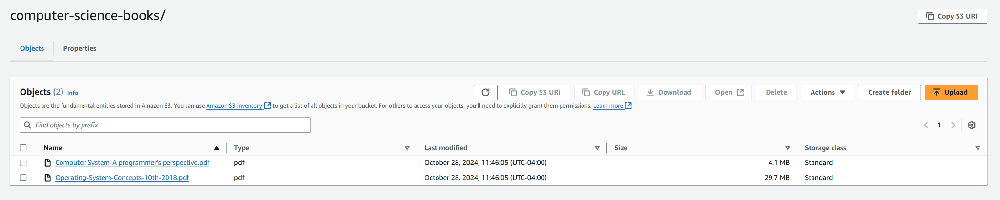 computer-science-books/
Copy S3 URI
Objects Properties
Objects (2) Info
Copy S3 URI Copy URL Download Open Delete Actions Create folder Upload
Objects are the fundamental entities stored in Amazon S3. You can use Amazon S3 inventory to get a list of all objects in your bucket. For others to access your objects, you'll need to explicitly grant them permissions. Learn more
Find objects by prefix
1
Name Type Last modified Size Storage class
Computer System-A programmer's perspective.pdf pdf October 28, 2024, 11:46:05 (UTC-04:00) 4.1 MB Standard
Operating-System-Concepts-10th-2018.pdf pdf October 28, 2024, 11:46:05 (UTC-04:00) 29.7 MB Standard